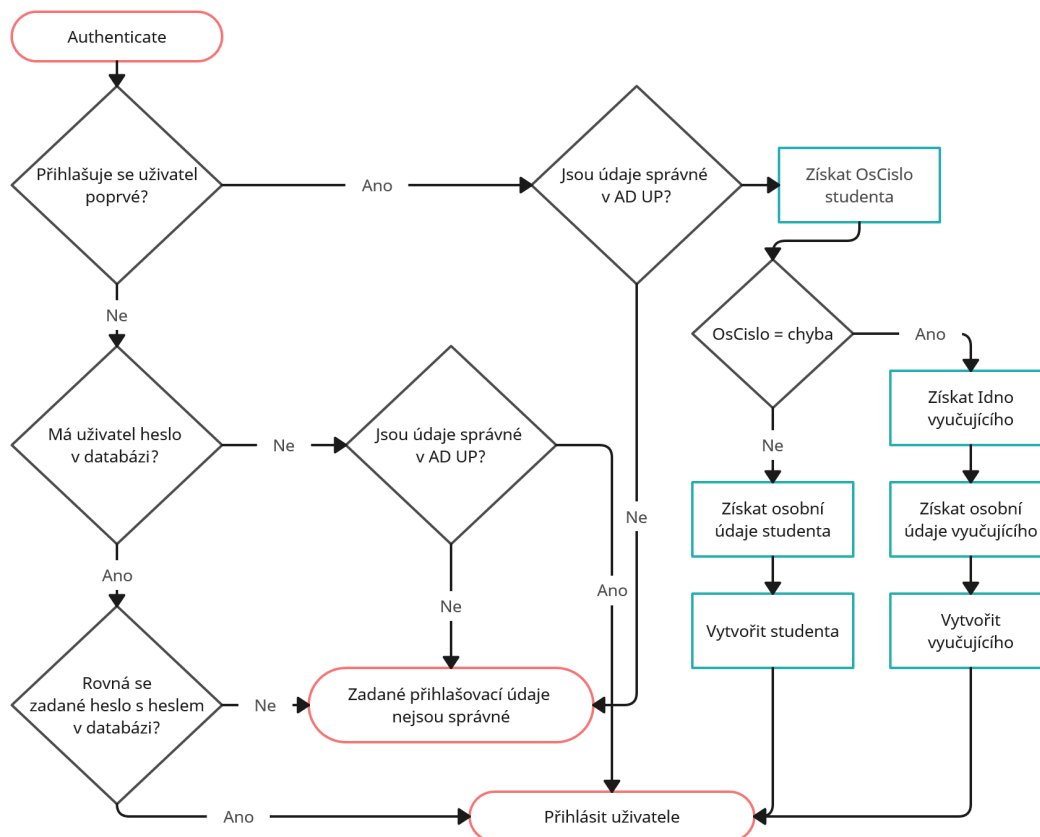 Authenticate
Přihlašuje se uživatel
poprvé?
Ano
Jsou údaje správné
v AD UP?
Získat OsCislo
studenta
Ne
OsCislo = chyba
Ano
Získat Idno
vyučujícího
Má uživatel heslo
v databázi?
Ne
Jsou údaje správné
v AD UP?
Ne
Získat osobní
údaje studenta
Získat osobní
údaje vyučujícího
Ne
Ano
Ne
Ano
Vytvořit studenta
Vytvořit
vyučujícího
Rovná se
zadané heslo s heslem
v databázi?
Ne
Zadané přihlašovací údaje
nejsou správné
Ano
Přihlásit uživatele